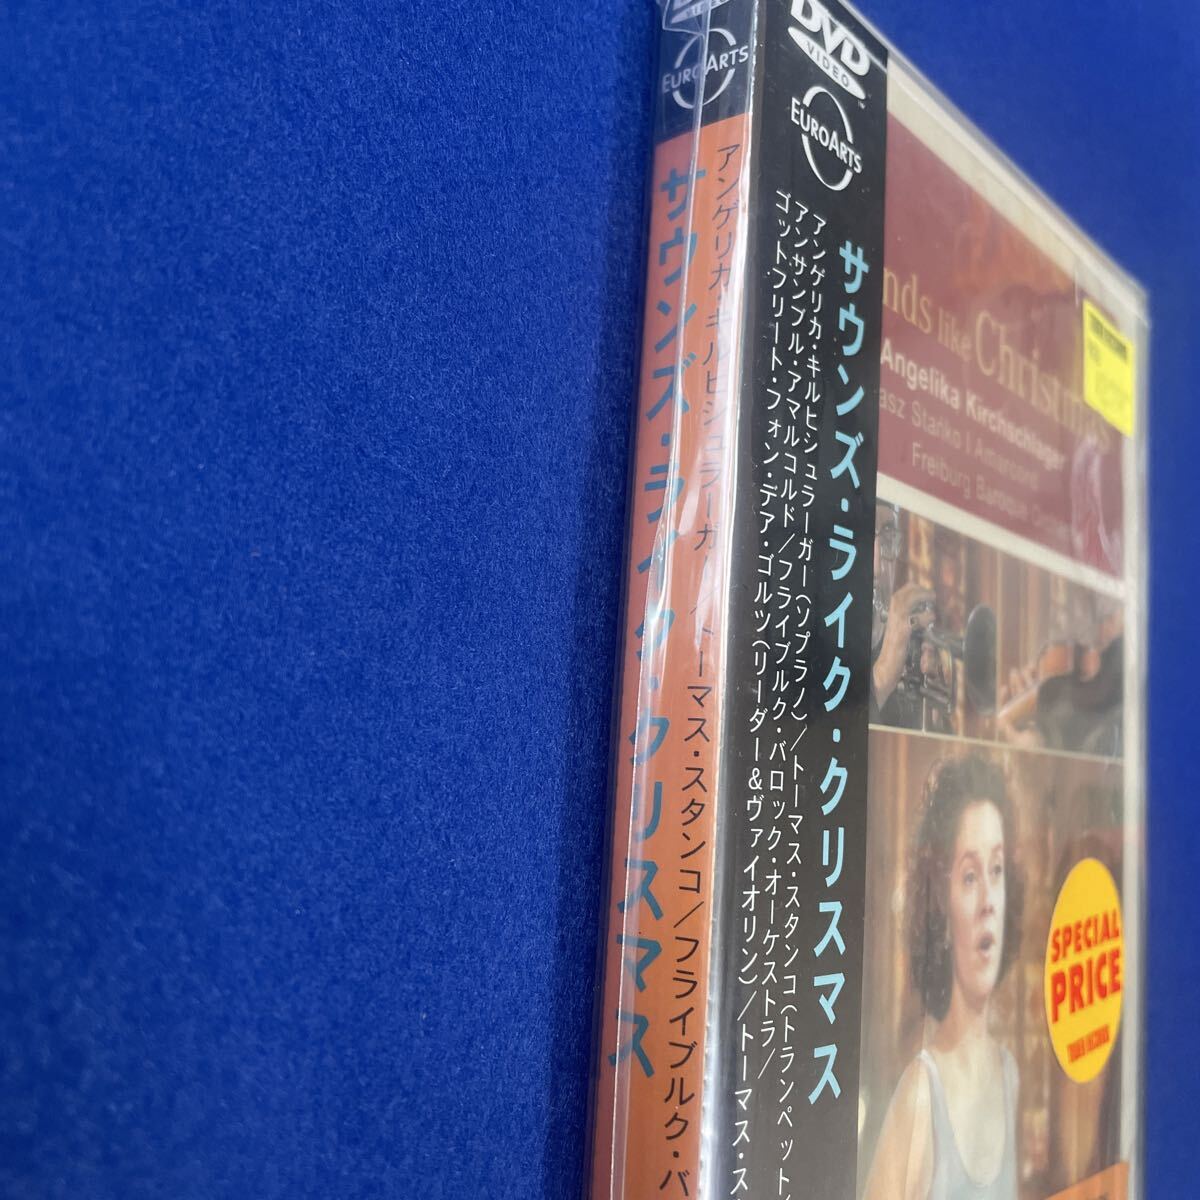 DVD
VIDEO
EUROARTS
アンゲリカ・キルヒシュラーガー/トーマス・スタンコ/フライブルク・バ
サウンズ・ライク・クリスマス
DVD
VIDEO
EUROARTS
サウンズ・ライク・クリスマス
アンゲリカ・キルヒシュラーガー(ソプラノ)/トーマス・スタンコ(トランペット)/
アンサンブル・アマルコルド/フライブルク・バロック・オーケストラ/
ゴットフリート・フォン・デア・ゴルツ(リーダー&ヴァイオリン)/トーマス・ス
nds like Christmas
Angelika Kirchschlager
asz Stańko | Amarcord
Freiburg Baroque
SPECIAL
PRICE
TOWER RECORDS